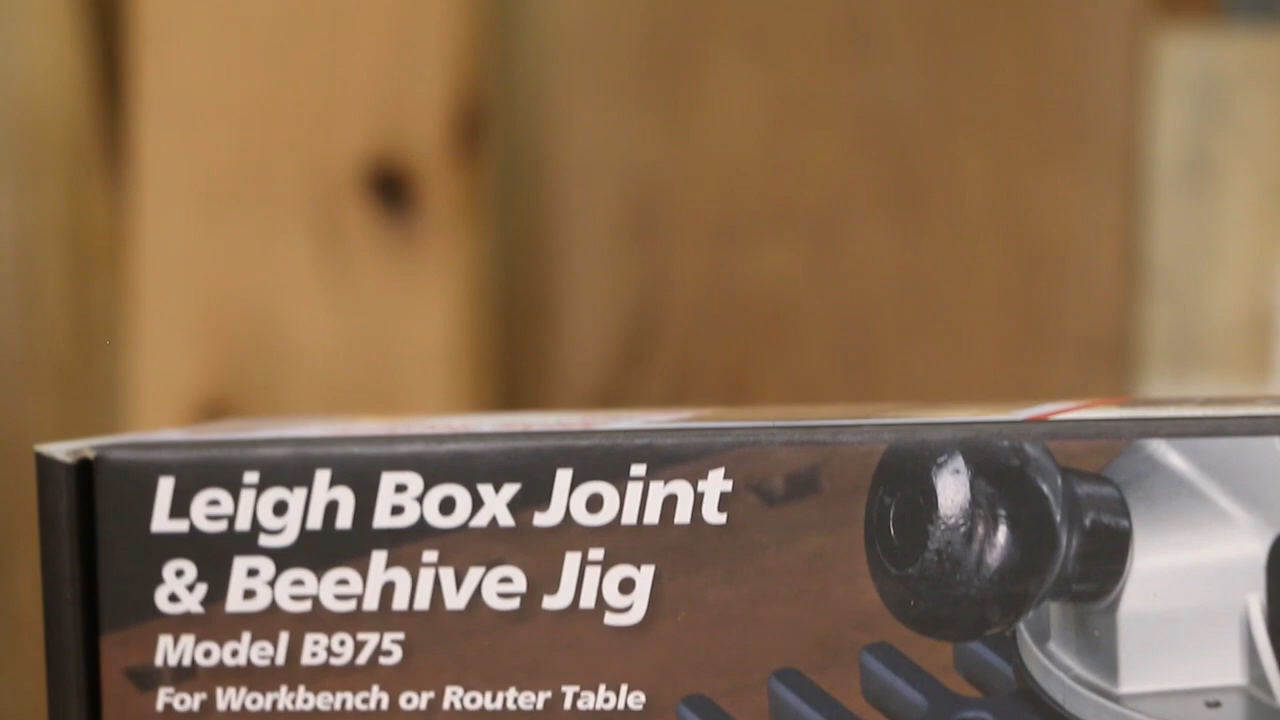 Leigh Box Joint
& Beehive Jig
Model B975
For Workbench or Router Table